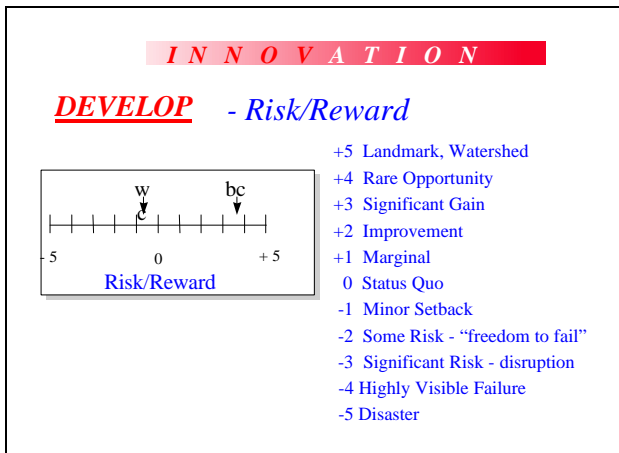 I N N O V A T I O N
DEVELOP - Risk/Reward
w bc
c
- 5 0 + 5
Risk/Reward
+5 Landmark, Watershed
+4 Rare Opportunity
+3 Significant Gain
+2 Improvement
+1 Marginal
0 Status Quo
-1 Minor Setback
-2 Some Risk - “freedom to fail”
-3 Significant Risk - disruption
-4 Highly Visible Failure
-5 Disaster